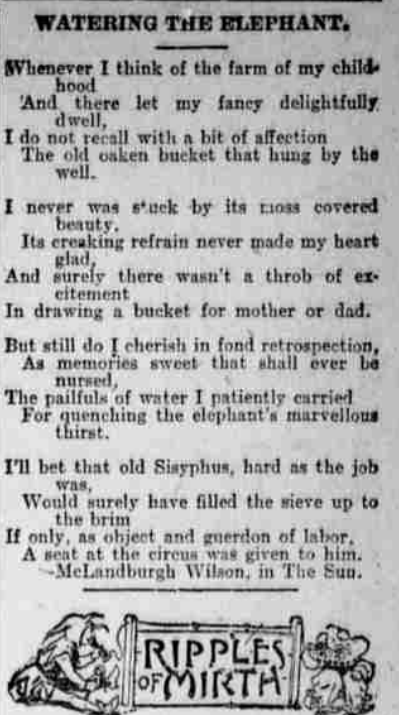 WATERING THE ELEPHANT.
Whenever I think of the farm of my child-
hood
And there let my fancy delightfully
dwell,
I do not recall with a bit of affection
The old oaken bucket that hung by the
well.
I never was stuck by its moss covered
beauty,
Its creaking refrain never made my heart
glad,
And surely there wasn't a throb of ex-
citement
In drawing a bucket for mother or dad.
But still do I cherish in fond retrospection,
As memories sweet that shall ever be
nursed,
The pailfuls of water I patiently carried
For quenching the elephant's marvellous
thirst.
I'll bet that old Sisyphus, hard as the job
was,
Would surely have filled the sieve up to
the brim
If only, as object and guerdon of labor,
A seat at the circus was given to him.
-McLandburgh Wilson, in The Sun.
RIPPLES
OF MIRTH